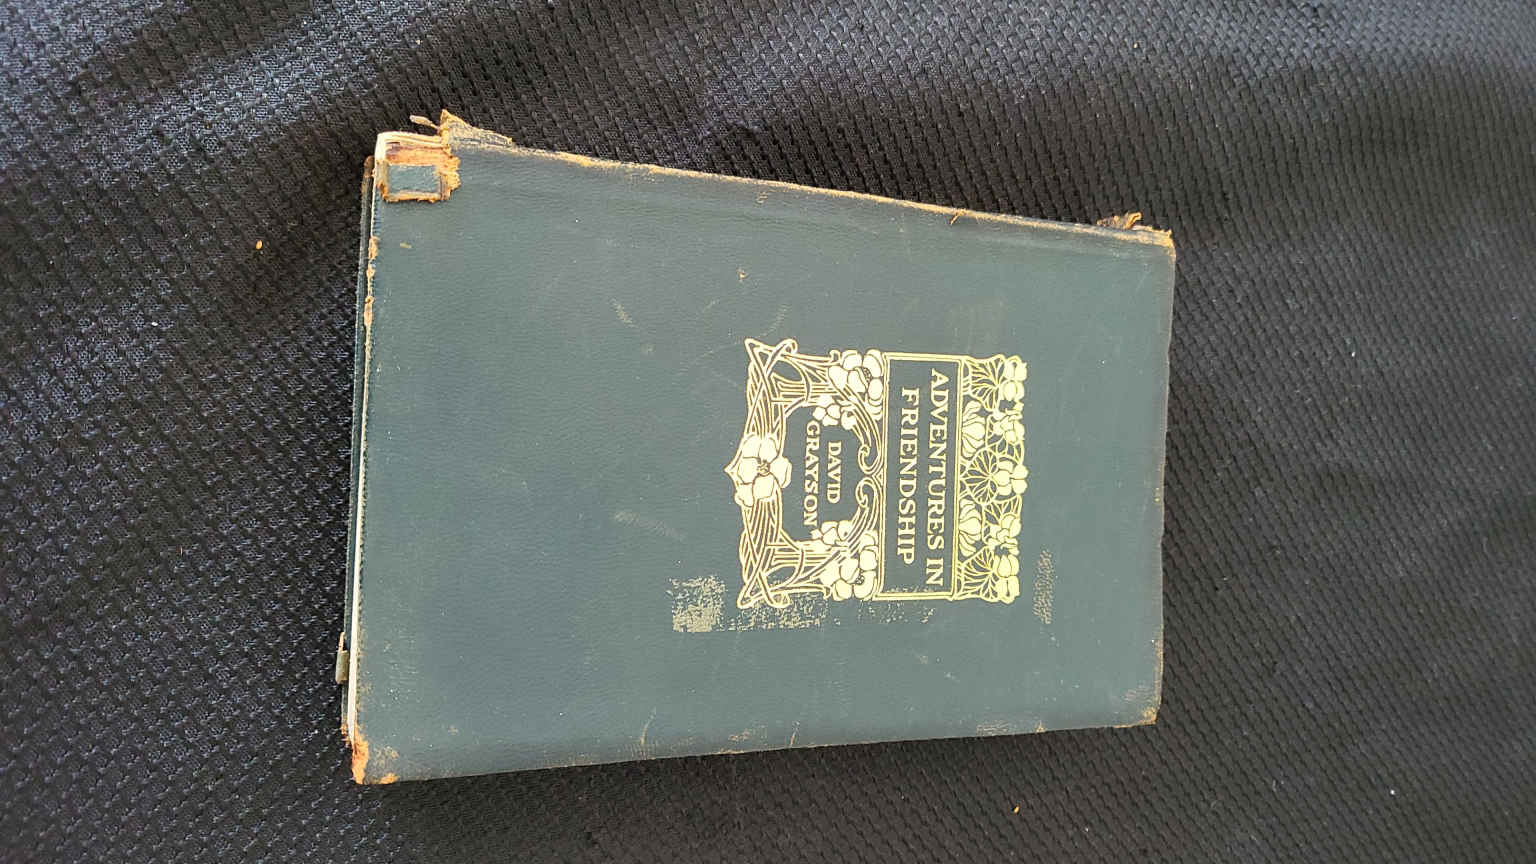 ADVENTURES IN
FRIENDSHIP
DAVID
GRAYSON